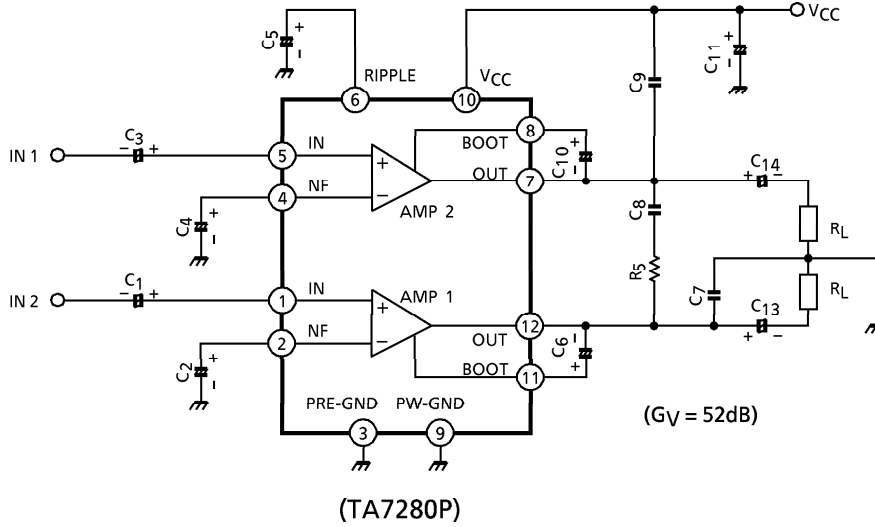 VCC
C5
+
-
C9
C11
+
-
RIPPLE
VCC
6
10
8
BOOT
C10
+
-
IN 1
C3
- +
5
IN
+
OUT
7
C14
+ -
4
NF
-
AMP 2
C4
+
-
C8
RL
R5
C7
RL
IN 2
C1
- +
1
IN
+
AMP 1
12
OUT
C13
+ -
2
NF
-
C2
+
-
C6
-
+
BOOT
11
PRE-GND PW-GND
3
9
(GV = 52dB)
(TA7280P)